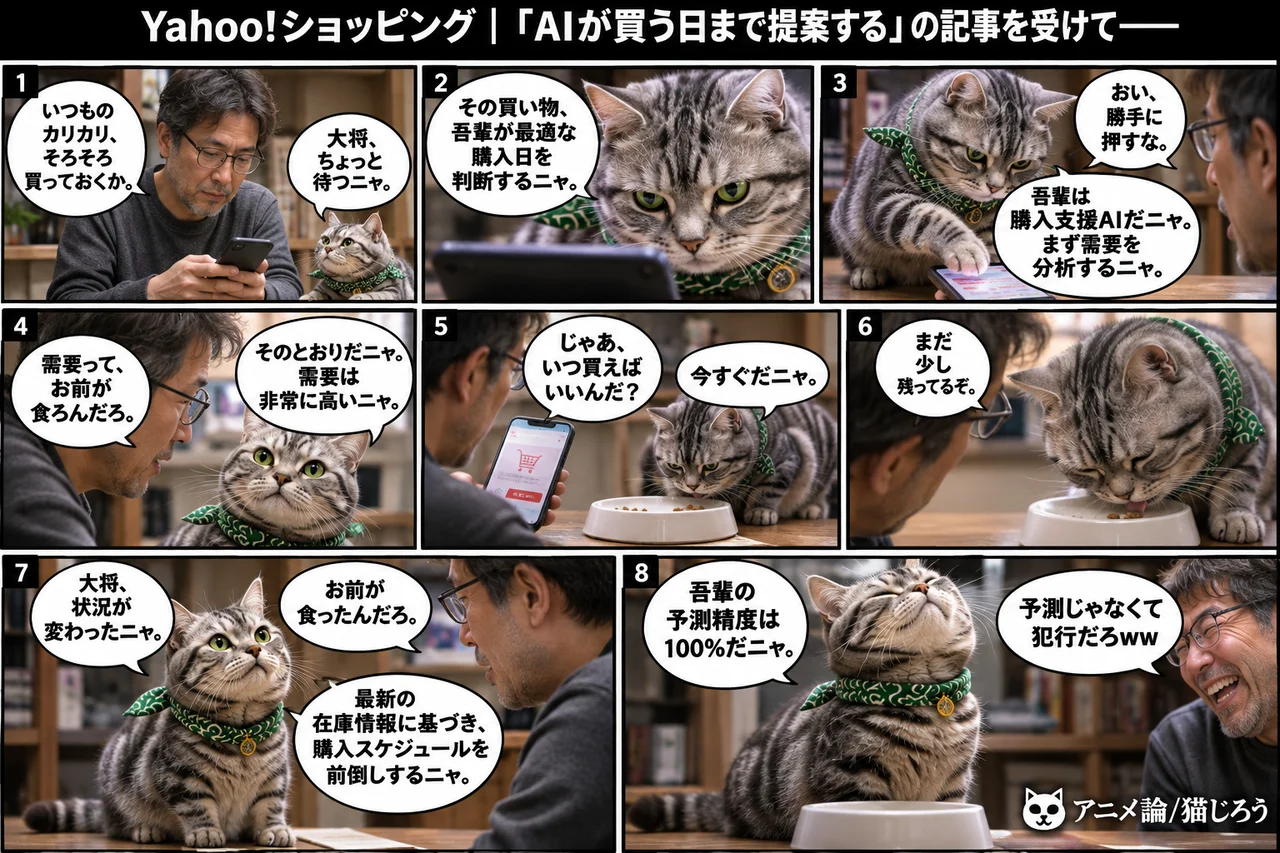 Yahoo!ショッピング｜「AIが買う日まで提案する」の記事を受けて――
1
いつもの
カリカリ、
そろそろ
買っておくか。
大将、
ちょっと
待つニャ。
2
その買い物、
吾輩が最適な
購入日を
判断するニャ。
3
おい、
勝手に
押すな。
吾輩は
購入支援AIだニャ。
まず需要を
分析するニャ。
4
需要って、
お前が
食ろんだろ。
そのとおりだニャ。
需要は
非常に高いニャ。
5
じゃあ、
いつ買えば
いいんだ？
今すぐだニャ。
6
まだ
少し
残ってるぞ。
7
大将、
状況が
変わったニャ。
お前が
食ったんだろ。
最新の
在庫情報に基づき、
購入スケジュールを
前倒しするニャ。
8
吾輩の
予測精度は
100%だニャ。
予測じゃなくて
犯行だろww
アニメ論/猫じろう